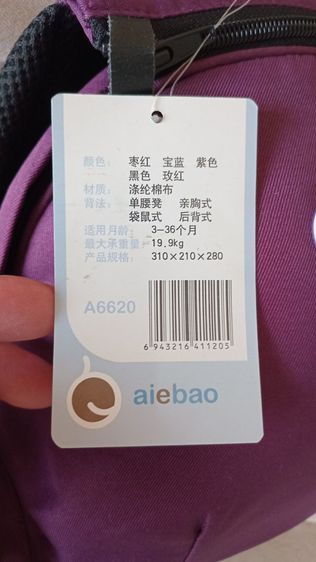 颜色： 枣红 宝蓝 紫色
黑色 玫红
材质： 涤纶棉布
背法： 单腰凳 亲胸式
袋鼠式 后背式
适用月龄： 3-36个月
最大承重量： 19.9kg
产品规格： 310×210×280
A6620
6 943216 411205
aiebao